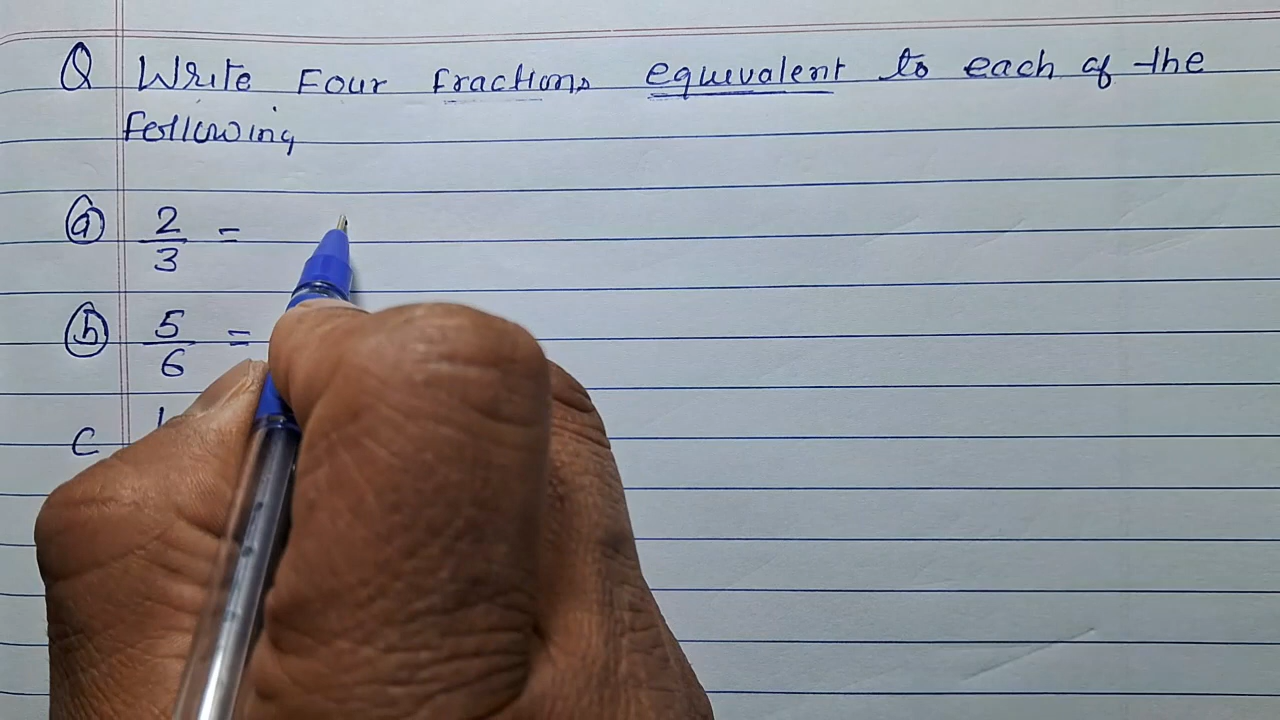 Q Write Four fractions equivalent to each of the
Following
(a) 2/3 =
(b) 5/6 =
C